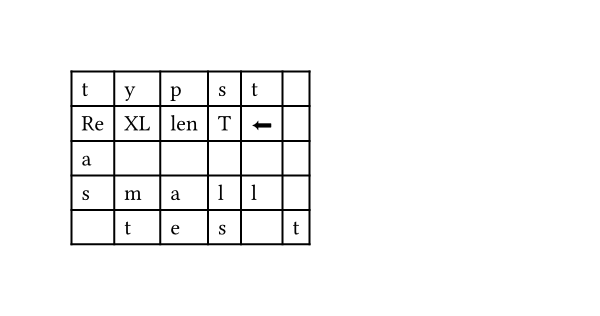 t y p s t
Re XL len T ⬅
a
s m a l l
t e s t